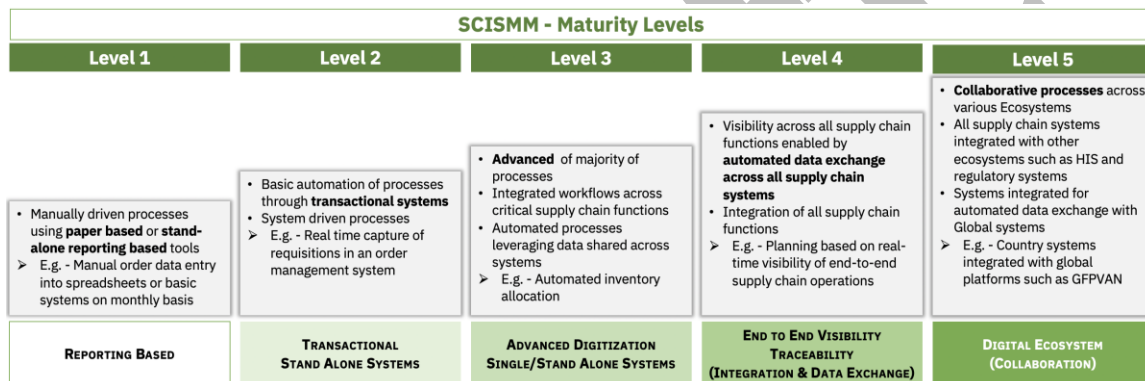 SCISMM - Maturity Levels
Level 1
Level 2
Level 3
Level 4
Level 5
• Manually driven processes
using paper based or stand-
alone reporting based tools
➢ E.g. - Manual order data entry
into spreadsheets or basic
systems on monthly basis
• Basic automation of processes
through transactional systems
• System driven processes
➢ E.g. - Real time capture of
requisitions in an order
management system
• Advanced of majority of
processes
• Integrated workflows across
critical supply chain functions
• Automated processes
leveraging data shared across
systems
➢ E.g. - Automated inventory
allocation
• Visibility across all supply chain
functions enabled by
automated data exchange
across all supply chain
systems
• Integration of all supply chain
functions
➢ E.g. - Planning based on real-
time visibility of end-to-end
supply chain operations
• Collaborative processes across
various Ecosystems
• All supply chain systems
integrated with other
ecosystems such as HIS and
regulatory systems
• Systems integrated for
automated data exchange with
Global systems
➢ E.g. - Country systems
integrated with global
platforms such as GFPVAN
REPORTING BASED
TRANSACTIONAL
STAND ALONE SYSTEMS
ADVANCED DIGITIZATION
SINGLE/STAND ALONE SYSTEMS
END TO END VISIBILITY
TRACEABILITY
(INTEGRATION & DATA EXCHANGE)
DIGITAL ECOSYSTEM
(COLLABORATION)